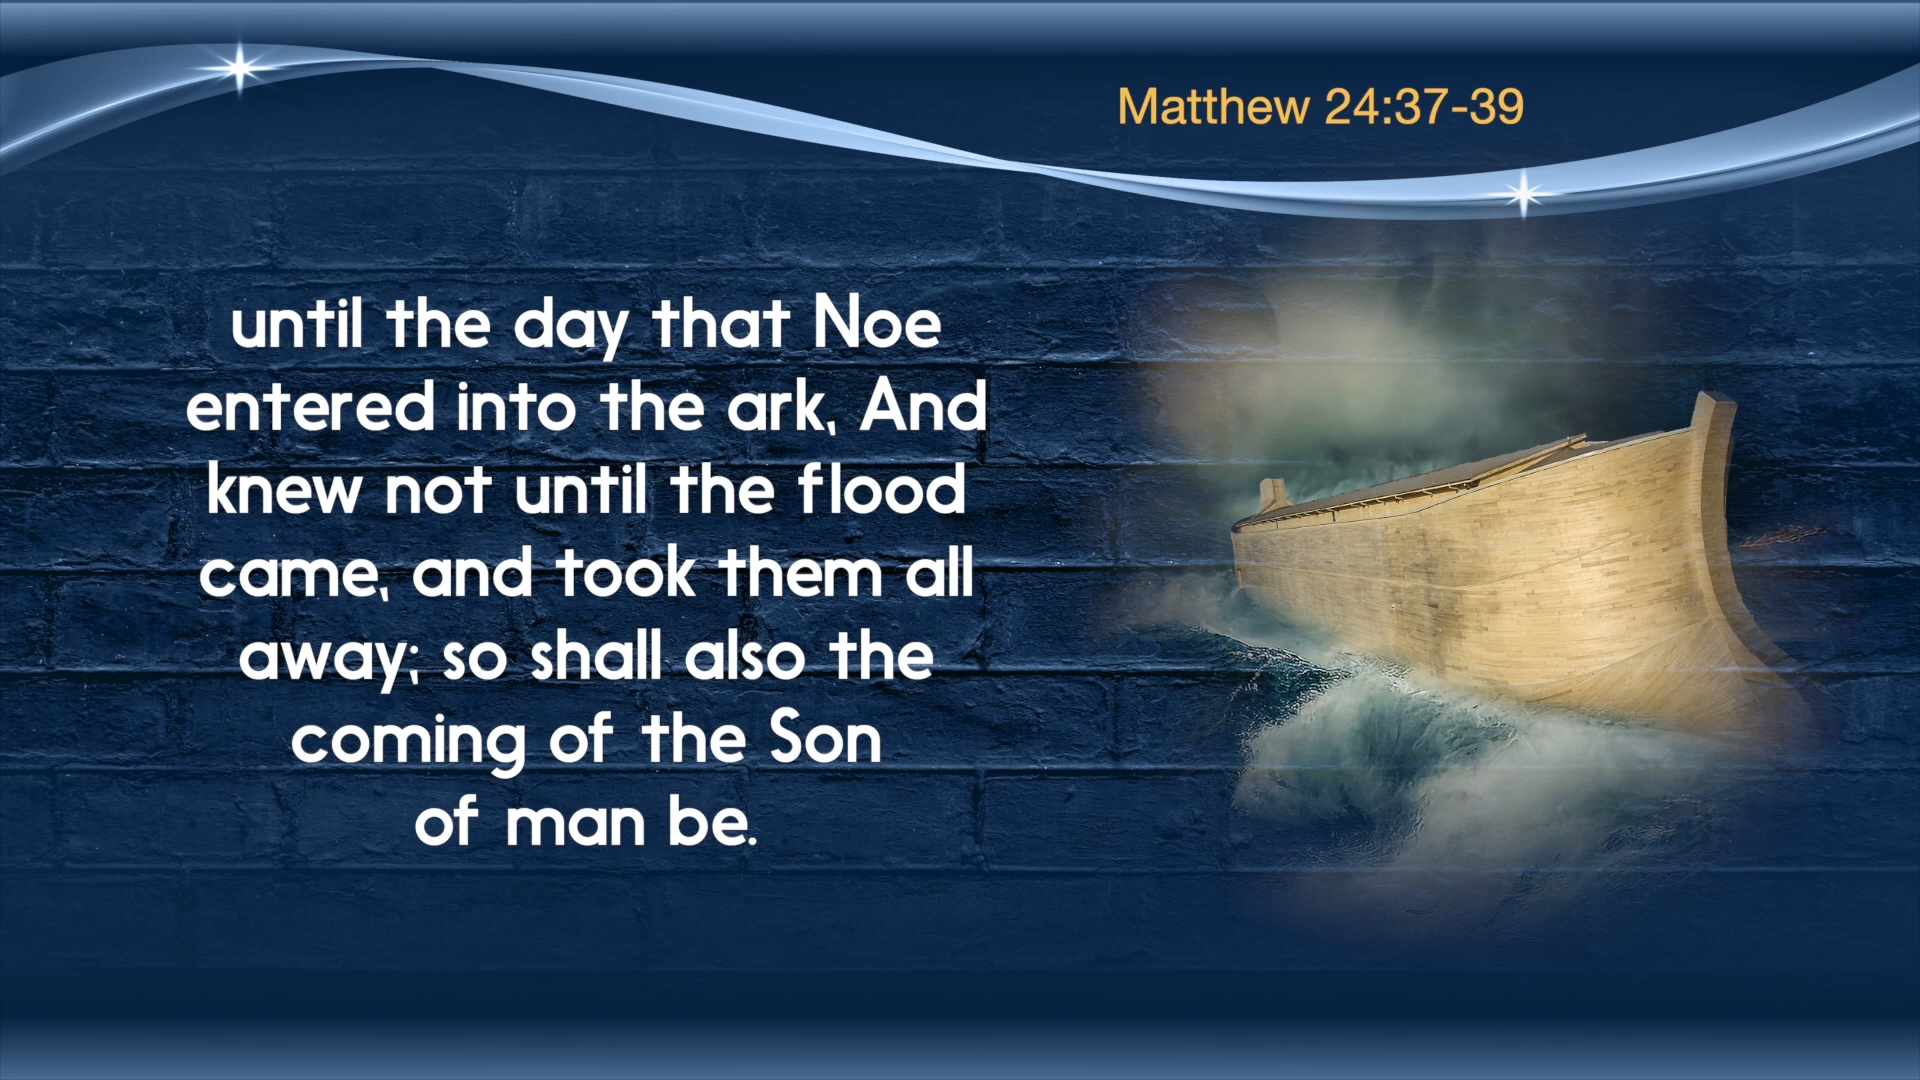 Matthew 24:37-39
until the day that Noe
entered into the ark, And
knew not until the flood
came, and took them all
away; so shall also the
coming of the Son
of man be.